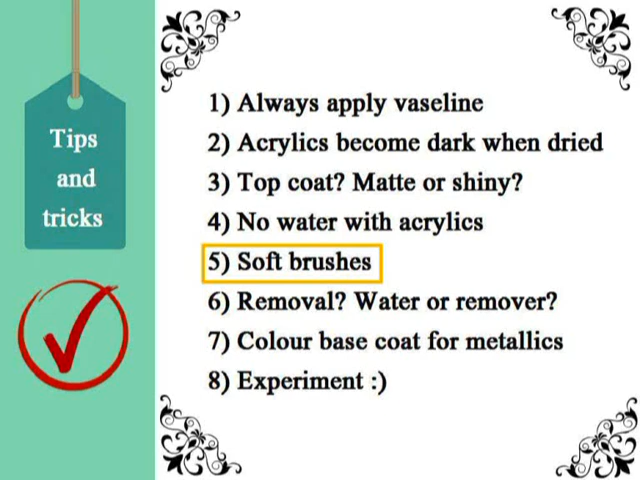 Tips
and
tricks
1) Always apply vaseline
2) Acrylics become dark when dried
3) Top coat? Matte or shiny?
4) No water with acrylics
5) Soft brushes
6) Removal? Water or remover?
7) Colour base coat for metallics
8) Experiment :)